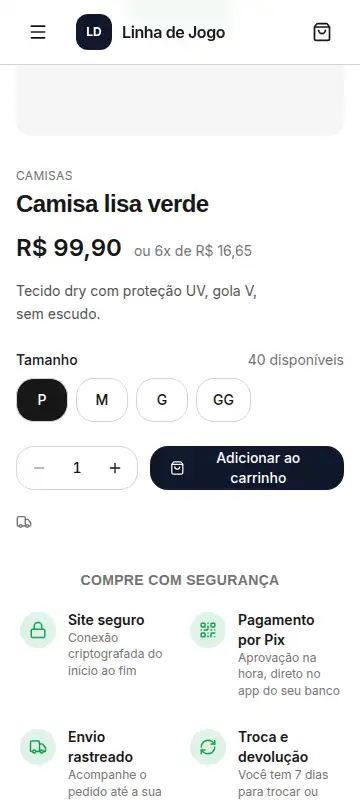 LD Linha de Jogo
CAMISAS
Camisa lisa verde
R$ 99,90 ou 6x de R$ 16,65
Tecido dry com proteção UV, gola V,
sem escudo.
Tamanho 40 disponíveis
P M G GG
1
Adicionar ao
carrinho
COMPRE COM SEGURANÇA
Site seguro
Conexão
criptografada do
início ao fim
Pagamento
por Pix
Aprovação na
hora, direto no
app do seu banco
Envio
rastreado
Acompanhe o
pedido até a sua
Troca e
devolução
Você tem 7 dias
para trocar ou